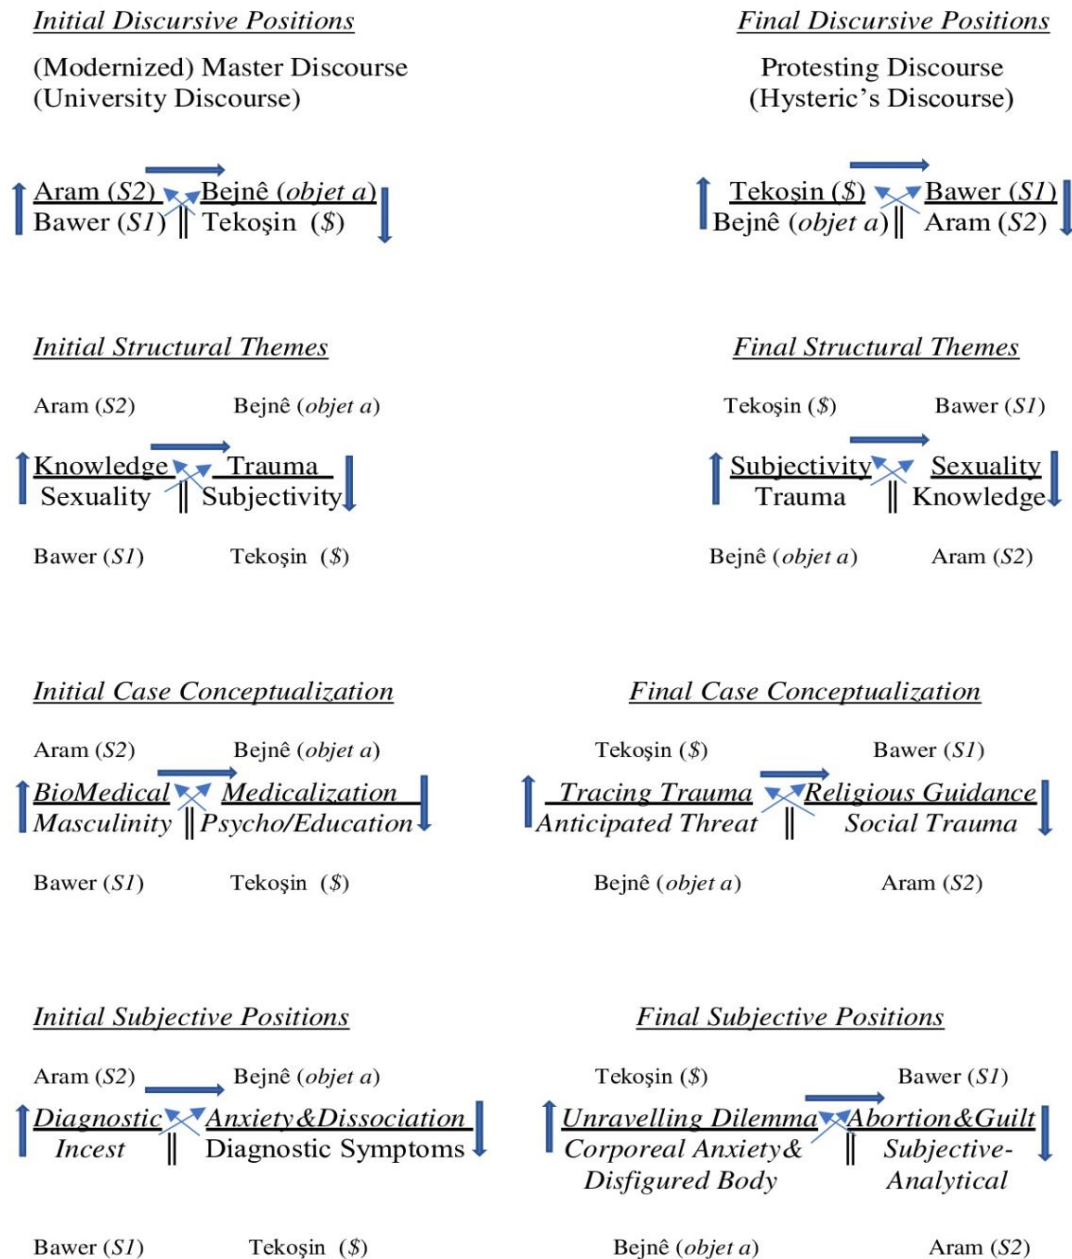 Initial Discursive Positions
Final Discursive Positions
(Modernized) Master Discourse
(University Discourse)
Protesting Discourse
(Hysteric’s Discourse)
Aram (S2) Bejnê (objet a)
Bawer (S1) || Tekoşin ($)
Tekoşin ($) Bawer (S1)
Bejnê (objet a) || Aram (S2)
Initial Structural Themes
Final Structural Themes
Aram (S2) Bejnê (objet a)
Tekoşin ($) Bawer (S1)
Knowledge Trauma
Sexuality || Subjectivity
Subjectivity Sexuality
Trauma || Knowledge
Bawer (S1) Tekoşin ($)
Bejnê (objet a) Aram (S2)
Initial Case Conceptualization
Final Case Conceptualization
Aram (S2) Bejnê (objet a)
Tekoşin ($) Bawer (S1)
BioMedical Medicalization
Masculinity || Psycho/Education
Tracing Trauma Religious Guidance
Anticipated Threat || Social Trauma
Bawer (S1) Tekoşin ($)
Bejnê (objet a) Aram (S2)
Initial Subjective Positions
Final Subjective Positions
Aram (S2) Bejnê (objet a)
Tekoşin ($) Bawer (S1)
Diagnostic Anxiety&Dissociation
Incest || Diagnostic Symptoms
Unravelling Dilemma Abortion&Guilt
Corporeal Anxiety& || Subjective-
Disfigured Body Analytical
Bawer (S1) Tekoşin ($)
Bejnê (objet a) Aram (S2)